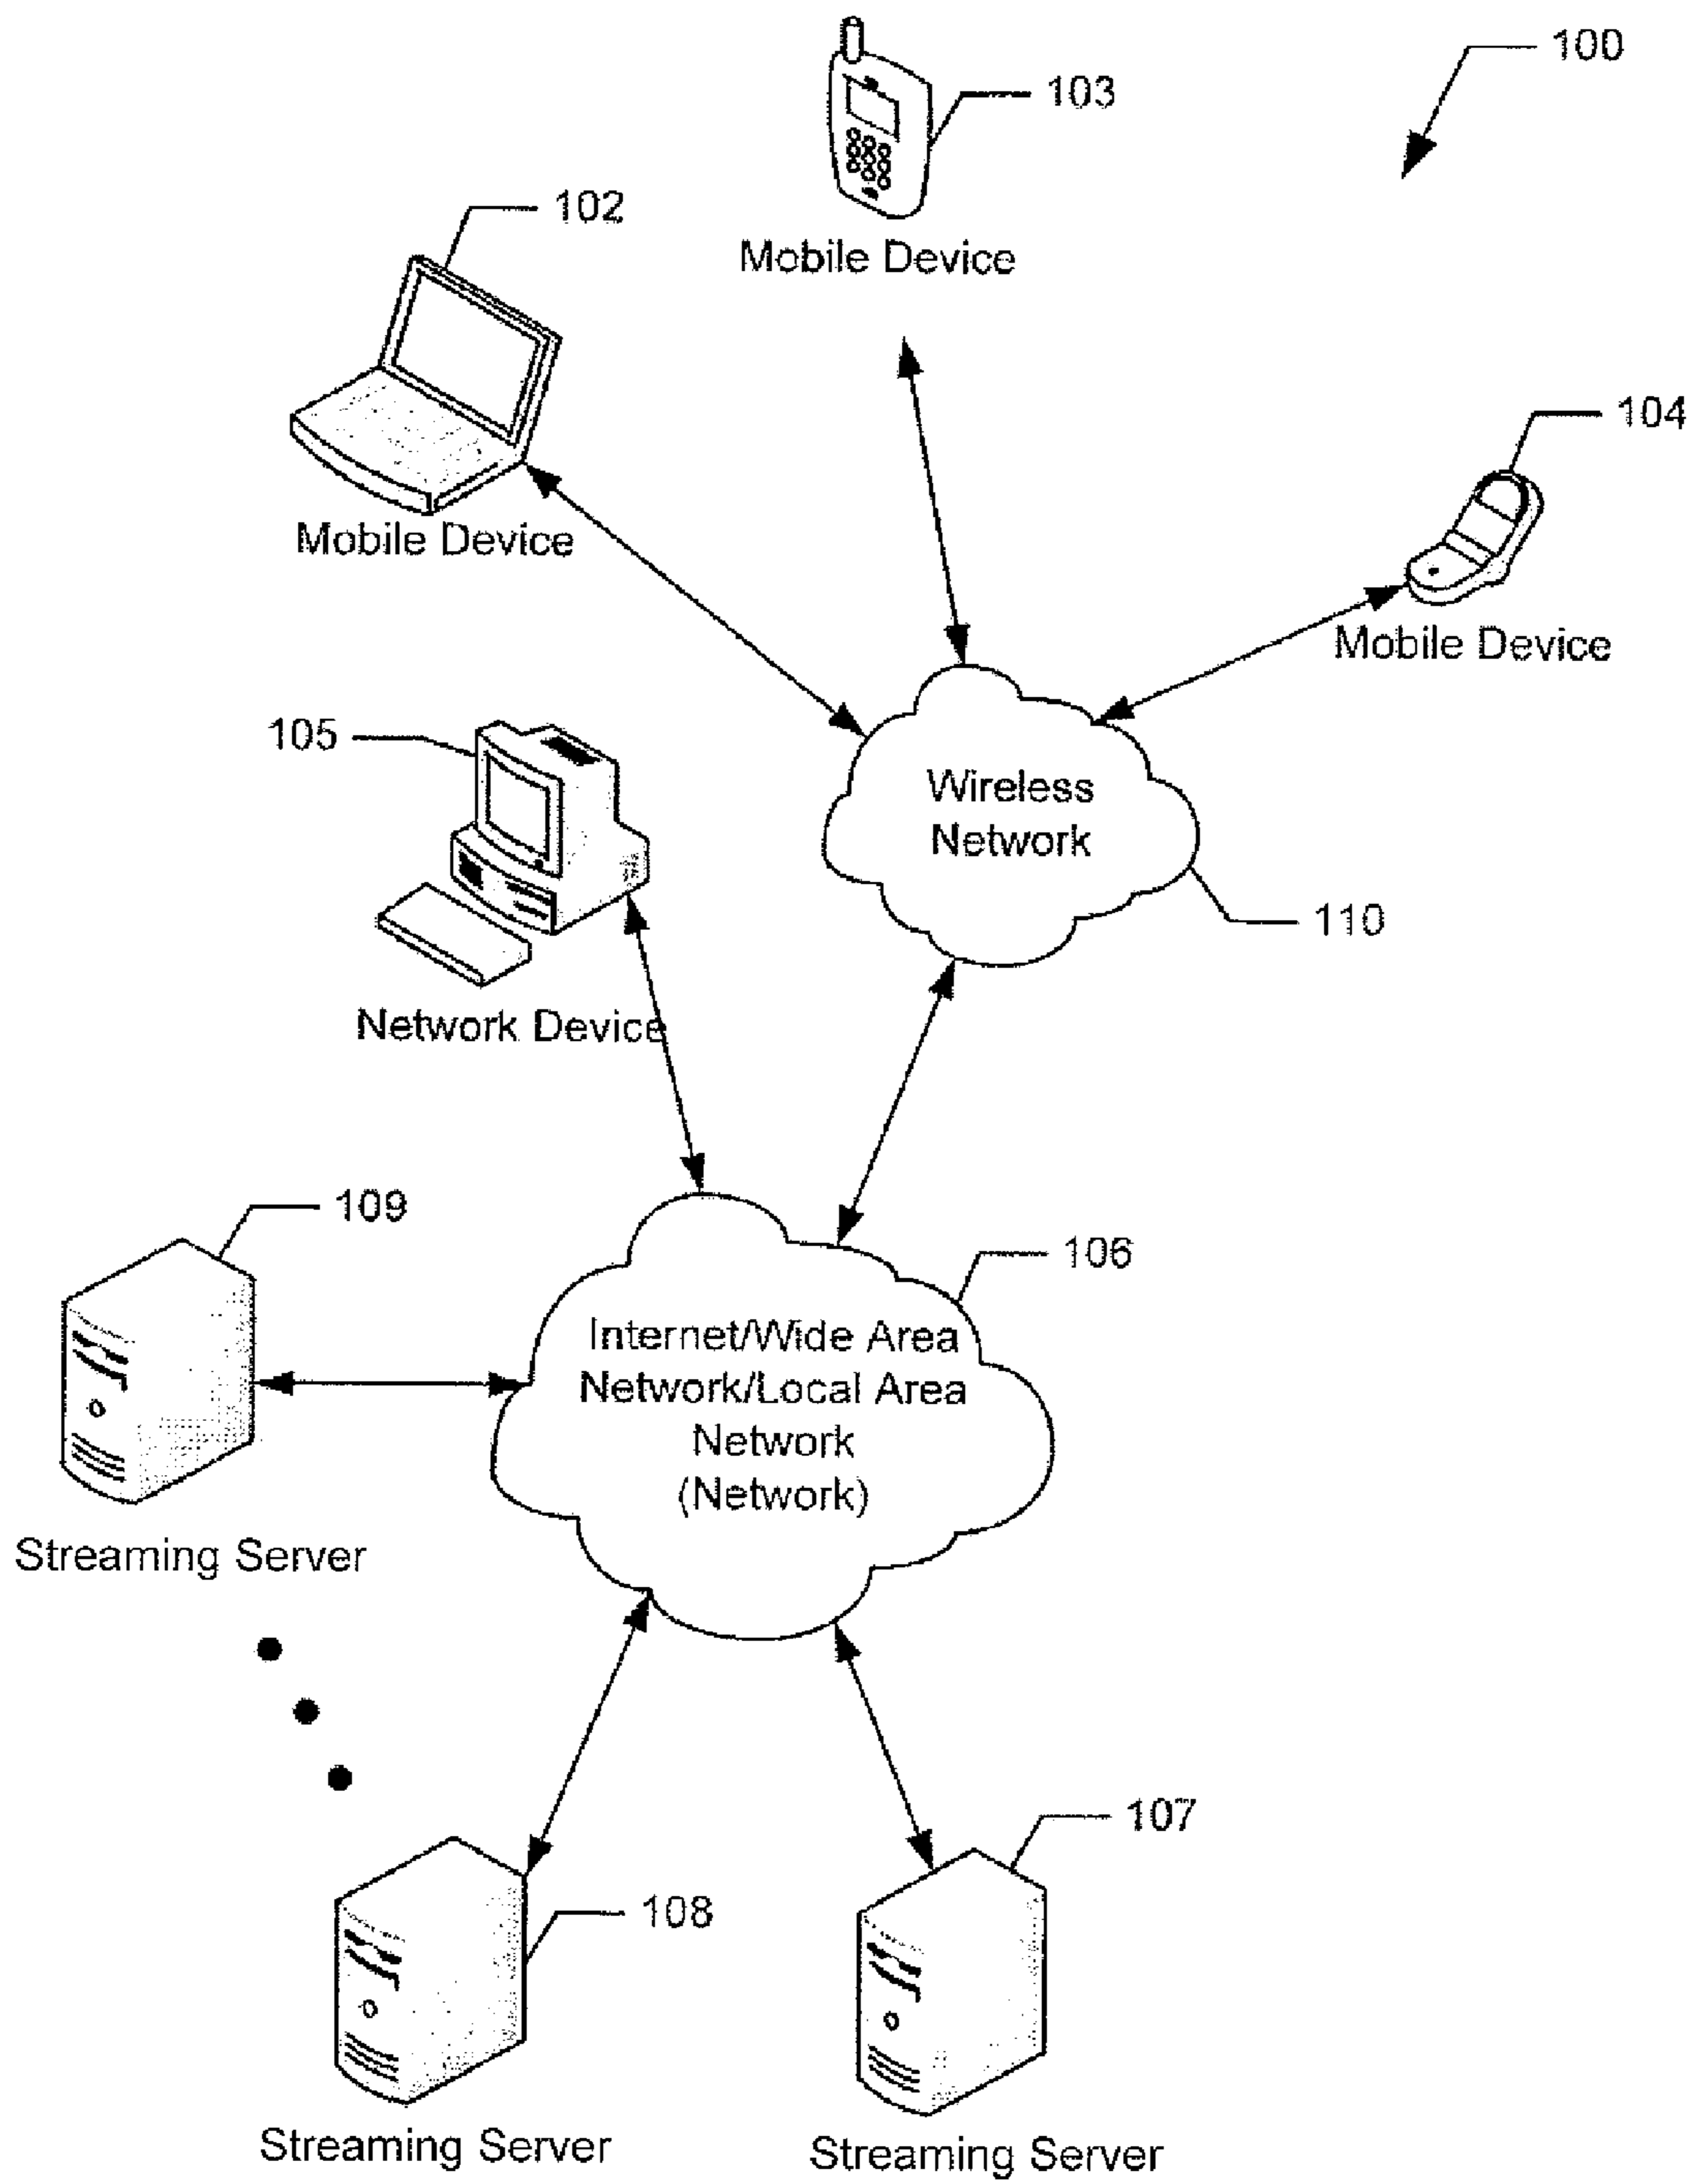 100
103
Mobile Device
102
Mobile Device
104
Mobile Device
105
Network Device
Wireless
Network
110
109
Streaming Server
106
Internet/Wide Area
Network/Local Area
Network
(Network)
107
108
Streaming Server
Streaming Server